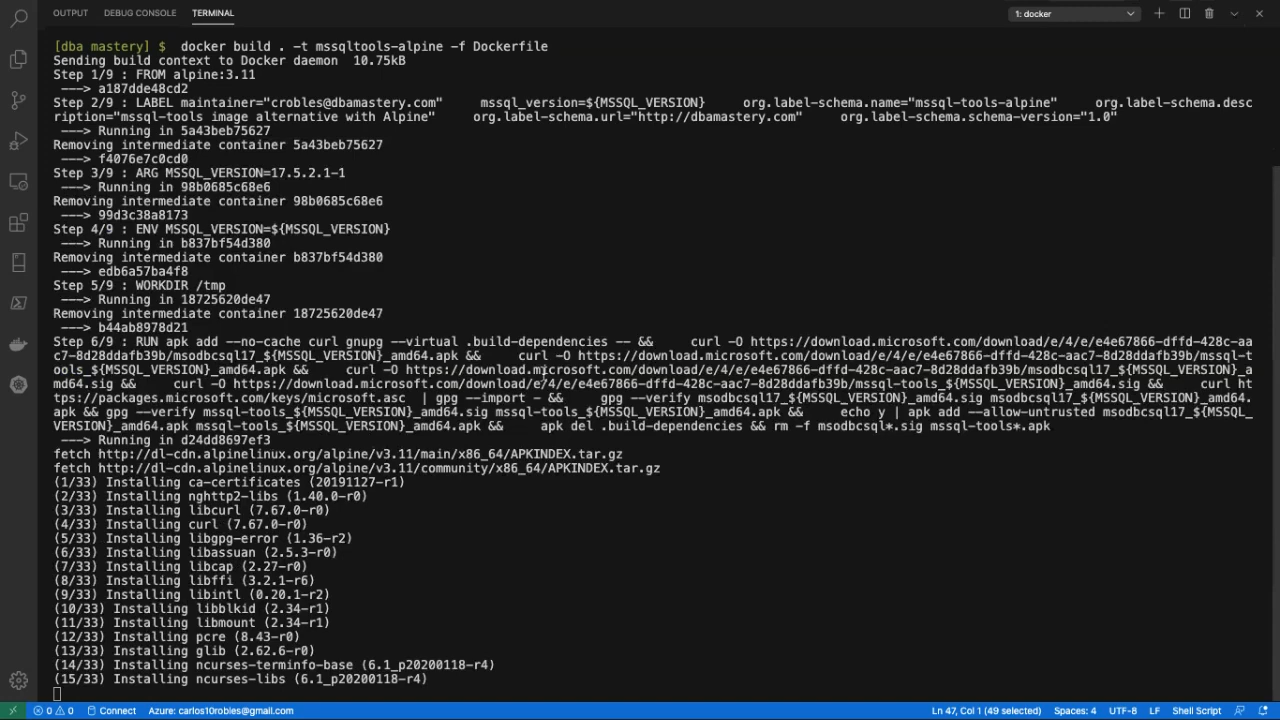 OUTPUT DEBUG CONSOLE TERMINAL 1: docker
[dba mastery] $ docker build . -t mssqltools-alpine -f Dockerfile
Sending build context to Docker daemon 10.75kB
Step 1/9 : FROM alpine:3.11
---> a187dde48cd2
Step 2/9 : LABEL maintainer="crobles@dbamastery.com" mssql_version=${MSSQL_VERSION} org.label-schema.name="mssql-tools-alpine" org.label-schema.desc
ription="mssql-tools image alternative with Alpine" org.label-schema.url="http://dbamastery.com" org.label-schema.schema-version="1.0"
---> Running in 5a43beb75627
Removing intermediate container 5a43beb75627
---> f4076e7c0cd0
Step 3/9 : ARG MSSQL_VERSION=17.5.2.1-1
---> Running in 98b0685c68e6
Removing intermediate container 98b0685c68e6
---> 99d3c38a8173
Step 4/9 : ENV MSSQL_VERSION=${MSSQL_VERSION}
---> Running in b837bf54d380
Removing intermediate container b837bf54d380
---> edb6a57ba4f8
Step 5/9 : WORKDIR /tmp
---> Running in 18725620de47
Removing intermediate container 18725620de47
---> b44ab8978d21
Step 6/9 : RUN apk add --no-cache curl gnupg --virtual .build-dependencies -- && curl -O https://download.microsoft.com/download/e/4/e/e4e67866-dffd-428c-aa
c7-8d28ddafb39b/msodbcsql17_${MSSQL_VERSION}_amd64.apk && curl -O https://download.microsoft.com/download/e/4/e/e4e67866-dffd-428c-aac7-8d28ddafb39b/mssql-t
ools_${MSSQL_VERSION}_amd64.apk && curl -O https://download.microsoft.com/download/e/4/e/e4e67866-dffd-428c-aac7-8d28ddafb39b/msodbcsql17_${MSSQL_VERSION}_a
md64.sig && curl -O https://download.microsoft.com/download/e/4/e/e4e67866-dffd-428c-aac7-8d28ddafb39b/mssql-tools_${MSSQL_VERSION}_amd64.sig && curl ht
tps://packages.microsoft.com/keys/microsoft.asc | gpg --import - && gpg --verify msodbcsql17_${MSSQL_VERSION}_amd64.sig msodbcsql17_${MSSQL_VERSION}_amd64.
apk && gpg --verify mssql-tools_${MSSQL_VERSION}_amd64.sig mssql-tools_${MSSQL_VERSION}_amd64.apk && echo y | apk add --allow-untrusted msodbcsql17_${MSSQL_
VERSION}_amd64.apk mssql-tools_${MSSQL_VERSION}_amd64.apk && apk del .build-dependencies && rm -f msodbcsql*.sig mssql-tools*.apk
---> Running in d24dd8697ef3
fetch http://dl-cdn.alpinelinux.org/alpine/v3.11/main/x86_64/APKINDEX.tar.gz
fetch http://dl-cdn.alpinelinux.org/alpine/v3.11/community/x86_64/APKINDEX.tar.gz
(1/33) Installing ca-certificates (20191127-r1)
(2/33) Installing nghttp2-libs (1.40.0-r0)
(3/33) Installing libcurl (7.67.0-r0)
(4/33) Installing curl (7.67.0-r0)
(5/33) Installing libgpg-error (1.36-r2)
(6/33) Installing libassuan (2.5.3-r0)
(7/33) Installing libcap (2.27-r0)
(8/33) Installing libffi (3.2.1-r6)
(9/33) Installing libintl (0.20.1-r2)
(10/33) Installing libblkid (2.34-r1)
(11/33) Installing libmount (2.34-r1)
(12/33) Installing pcre (8.43-r0)
(13/33) Installing glib (2.62.6-r0)
(14/33) Installing ncurses-terminfo-base (6.1_p20200118-r4)
(15/33) Installing ncurses-libs (6.1_p20200118-r4)
0 0 Connect Azure: carlos10robles@gmail.com Ln 47, Col 1 (49 selected) Spaces: 4 UTF-8 LF Shell Script